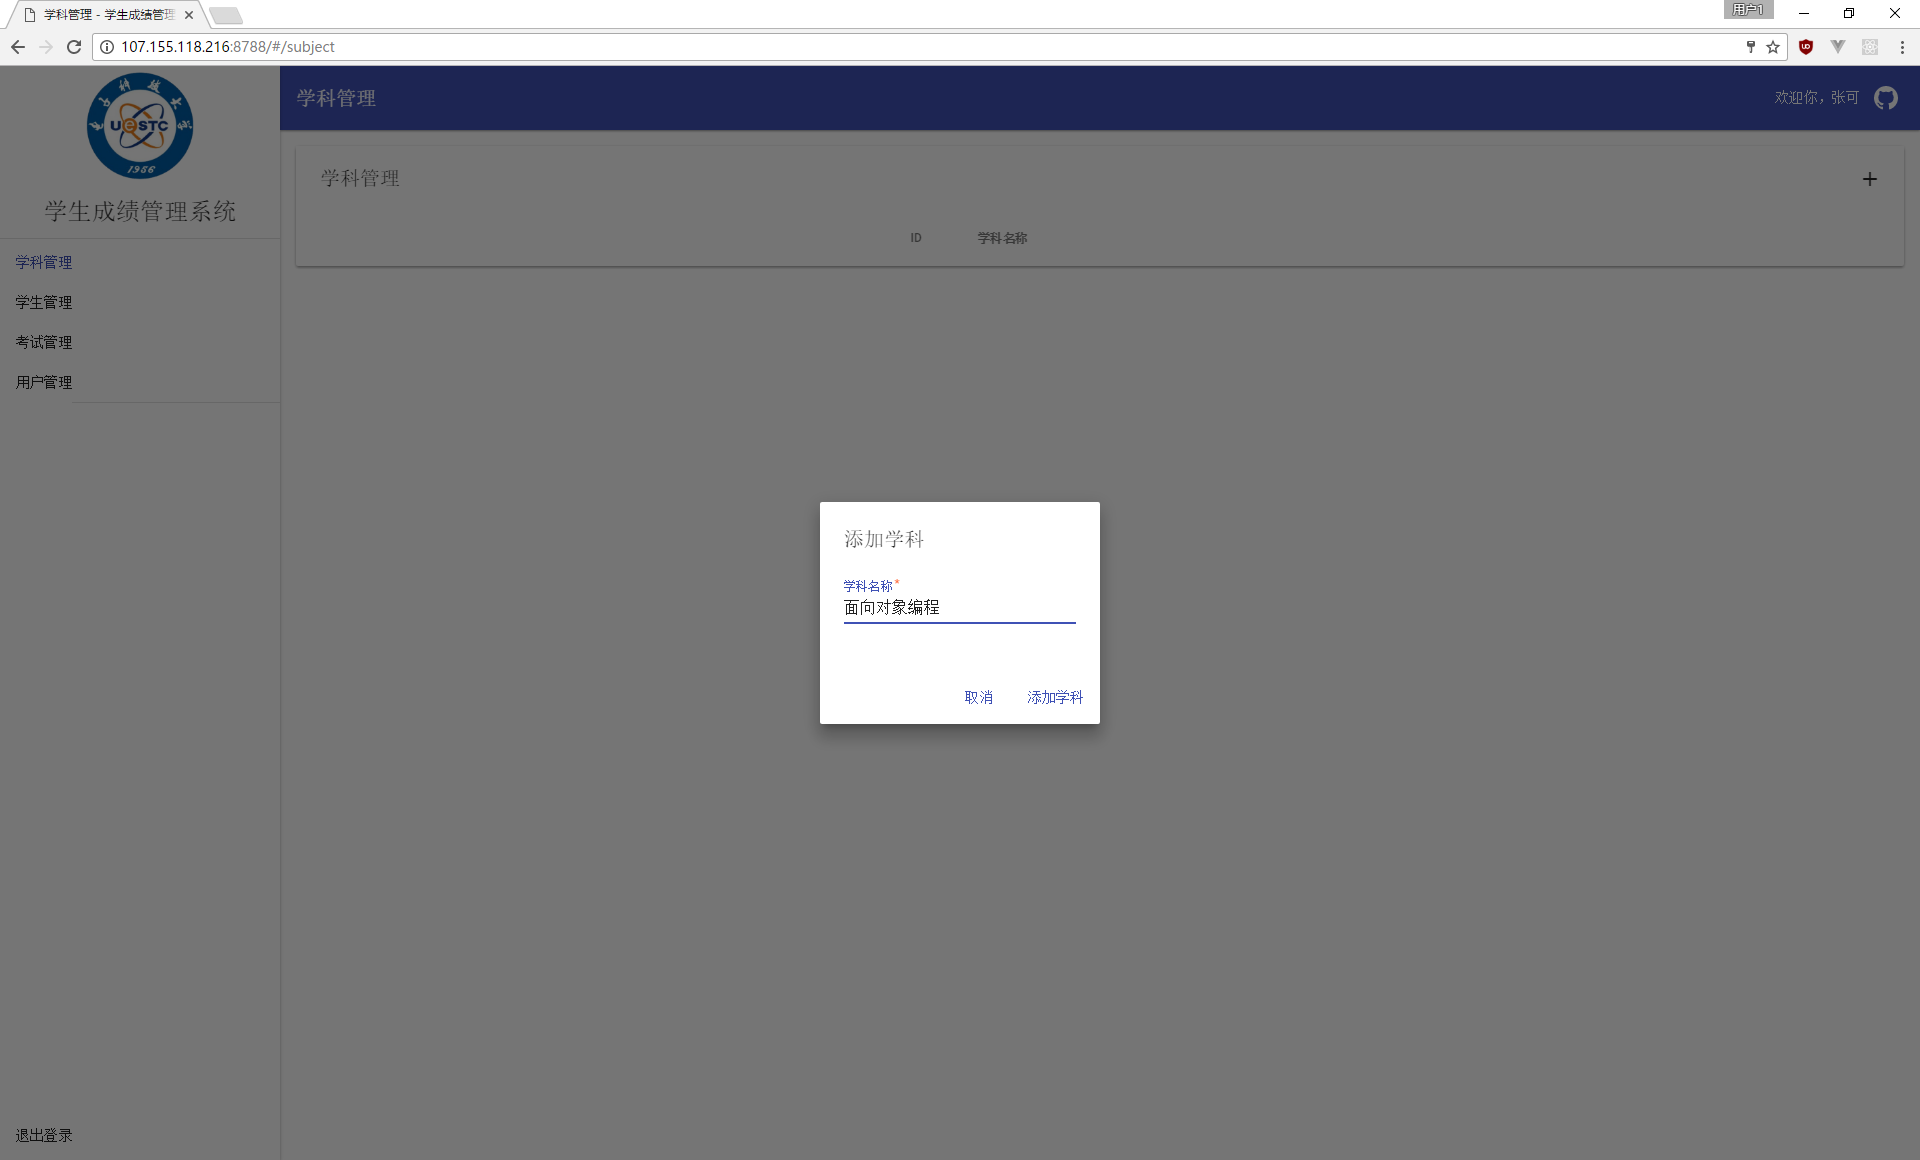 学科管理 - 学生成绩管理
用户1
107.155.118.216:8788/#/subject
UeSTC
1956
学生成绩管理系统
学科管理
学生管理
考试管理
用户管理
退出登录
学科管理
欢迎你，张可
学科管理
ID 学科名称
添加学科
学科名称*
面向对象编程
取消 添加学科